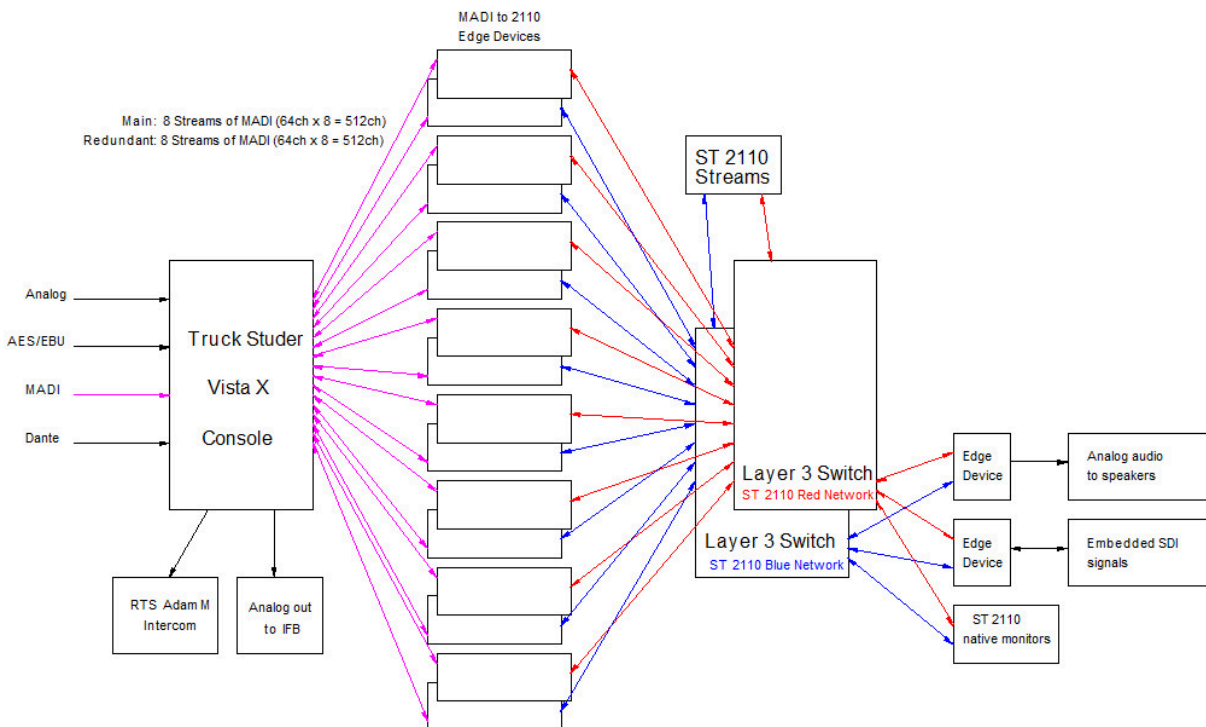 MADI to 2110
Edge Devices
Main: 8 Streams of MADI (64ch x 8 = 512ch)
Redundant: 8 Streams of MADI (64ch x 8 = 512ch)
ST 2110
Streams
Analog
AES/EBU
MADI
Dante
Truck Studer
Vista X
Console
RTS Adam M
Intercom
Analog out
to IFB
Layer 3 Switch
ST 2110 Red Network
Layer 3 Switch
ST 2110 Blue Network
Edge
Device
Analog audio
to speakers
Edge
Device
Embedded SDI
signals
ST 2110
native monitors